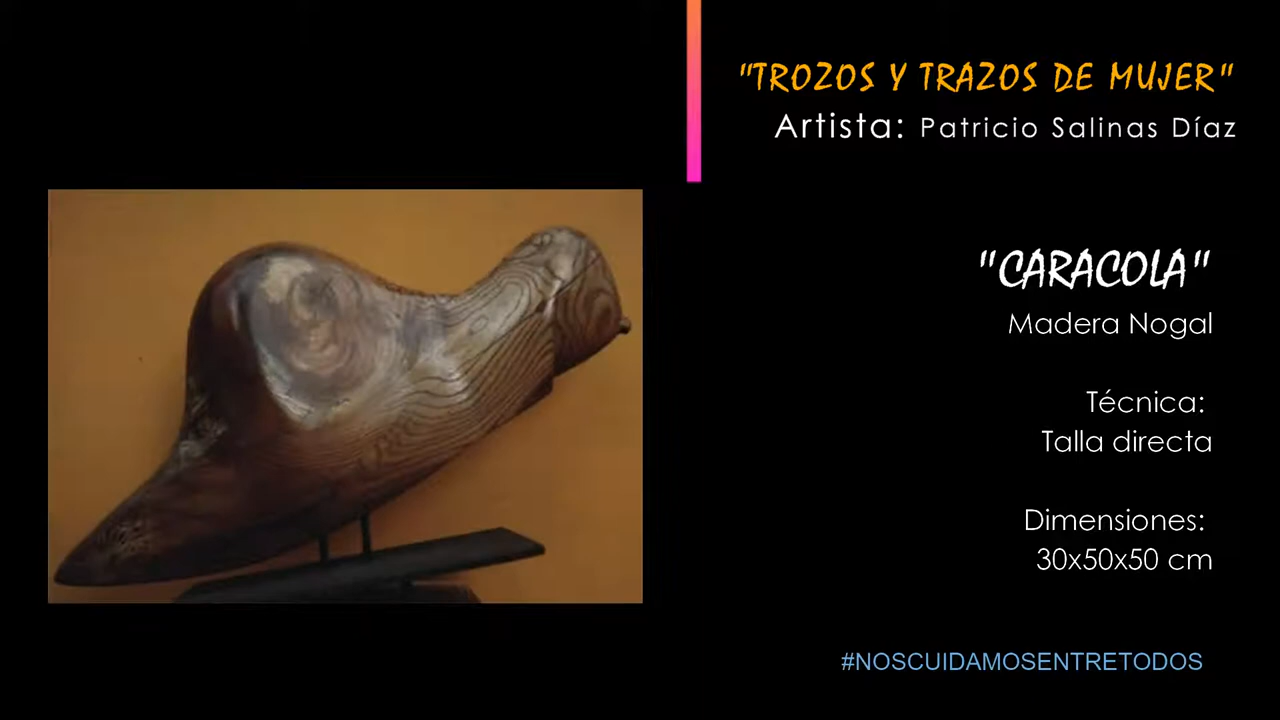 "TROZOS Y TRAZOS DE MUJER"
Artista: Patricio Salinas Díaz
"CARACOLA"
Madera Nogal
Técnica:
Talla directa
Dimensiones:
30x50x50 cm
#NOSCUIDAMOSENTRETODOS